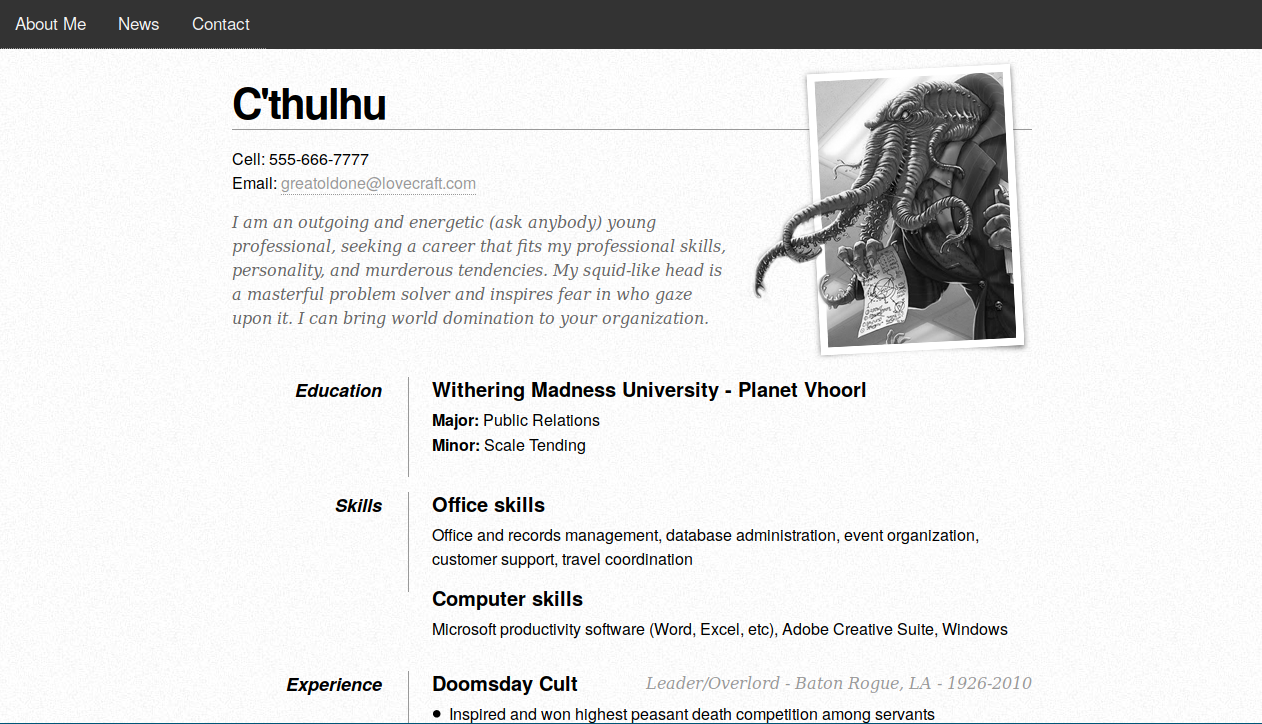 About Me News Contact
C'thulhu
Cell: 555-666-7777
Email: greatoldone@lovecraft.com
I am an outgoing and energetic (ask anybody) young
professional, seeking a career that fits my professional skills,
personality, and murderous tendencies. My squid-like head is
a masterful problem solver and inspires fear in who gaze
upon it. I can bring world domination to your organization.
Education
Withering Madness University - Planet Vhoorl
Major: Public Relations
Minor: Scale Tending
Skills
Office skills
Office and records management, database administration, event organization,
customer support, travel coordination
Computer skills
Microsoft productivity software (Word, Excel, etc), Adobe Creative Suite, Windows
Experience
Doomsday Cult Leader/Overlord - Baton Rogue, LA - 1926-2010
● Inspired and won highest peasant death competition among servants